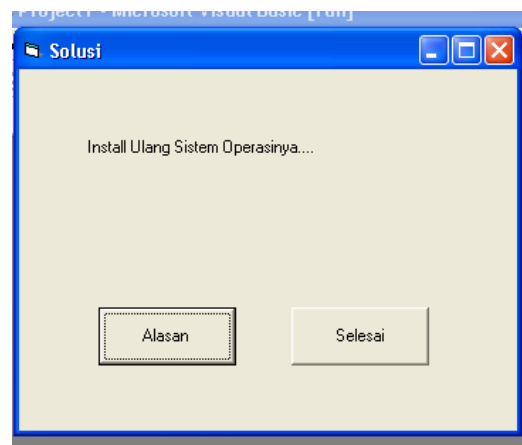 Project1 - Microsoft Visual Basic [run]
Solusi
Install Ulang Sistem Operasinya....
Alasan
Selesai